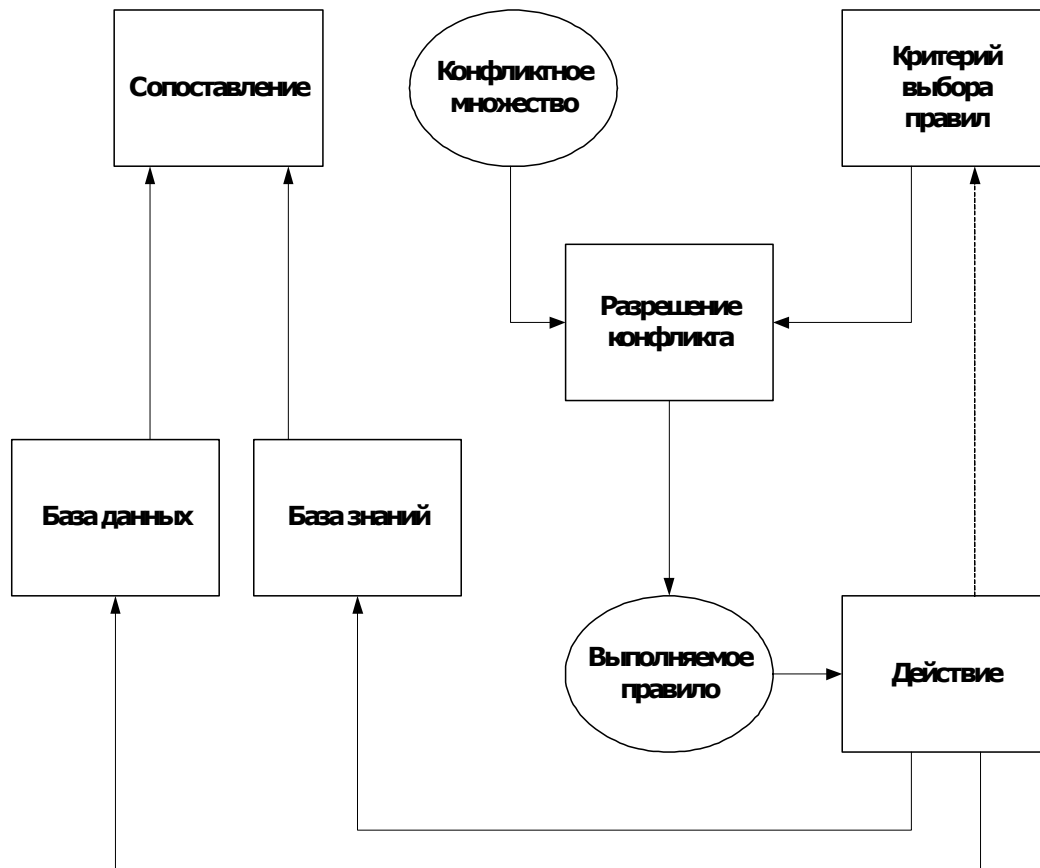 Сопоставление
Конфликтное
множество
Критерий
выбора
правил
Разрешение
конфликта
База данных
База знаний
Выполняемое
правило
Действие